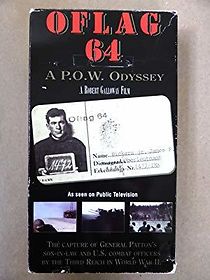 OFLAG
64
A P.O.W. ODYSSEY
A ROBERT GALLOWAY FILM
Oflag 64
Name:
As seen on Public Television
THE CAPTURE OF GENERAL PATTON'S
SON-IN-LAW AND U.S. COMBAT OFFICERS
BY THE THIRD REICH IN WORLD WAR II.